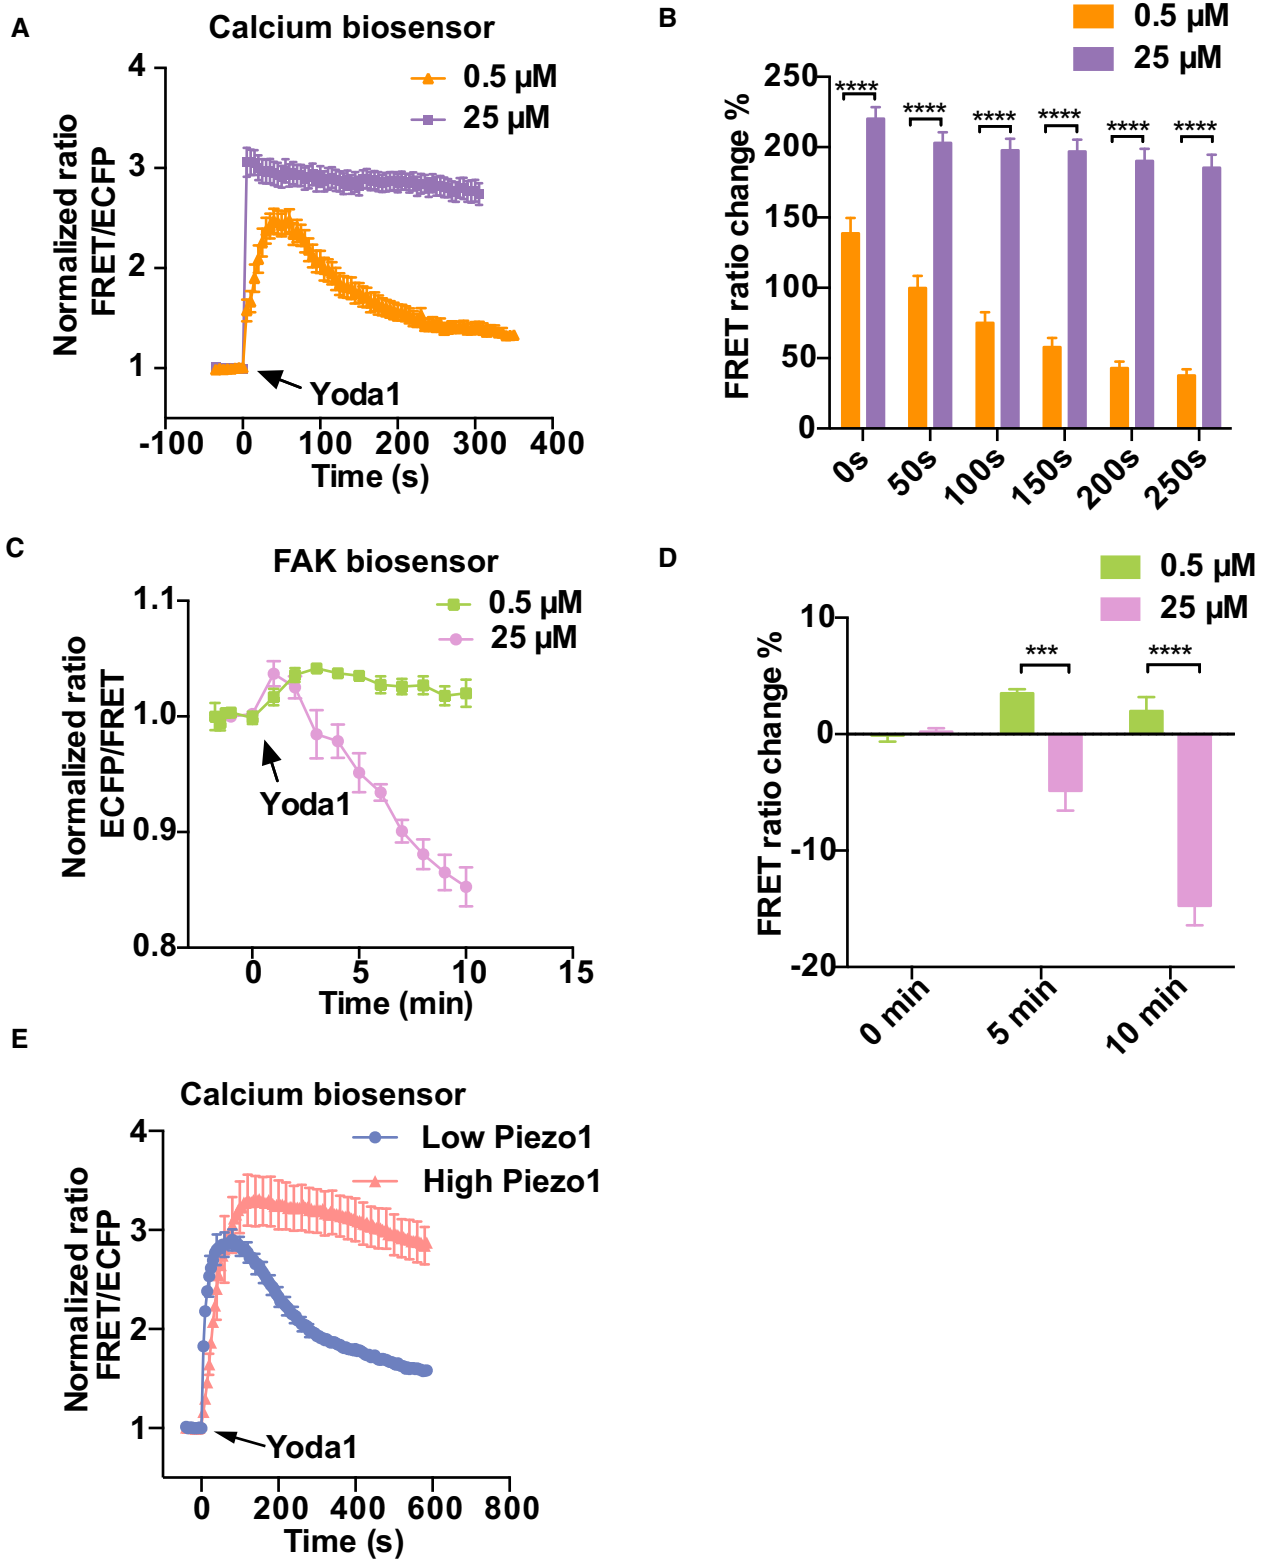 A
Calcium biosensor
0.5 µM
25 µM
Normalized ratio
FRET/ECFP
4
3
2
1
Yoda1
-100 0 100 200 300 400
Time (s)
B
0.5 µM
25 µM
FRET ratio change %
250
200
150
100
50
0
**** **** **** **** **** ****
0s 50s 100s 150s 200s 250s
C
FAK biosensor
0.5 µM
25 µM
Normalized ratio
ECFP/FRET
1.1
1.0
0.9
0.8
Yoda1
0 5 10 15
Time (min)
D
0.5 µM
25 µM
FRET ratio change %
10
0
-10
-20
*** ****
0 min 5 min 10 min
E
Calcium biosensor
Low Piezo1
High Piezo1
Normalized ratio
FRET/ECFP
4
3
2
1
Yoda1
0 200 400 600 800
Time (s)